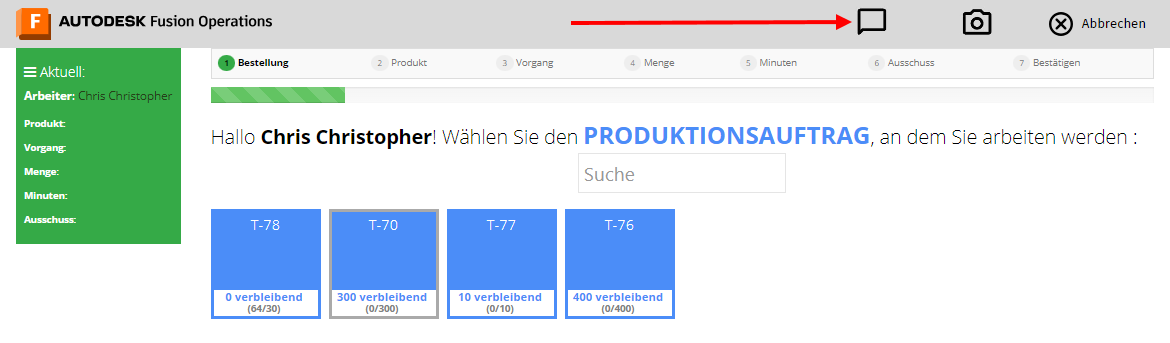 F AUTODESK Fusion Operations
Abbrechen
Aktuell:
Arbeiter: Chris Christopher
Produkt:
Vorgang:
Menge:
Minuten:
Ausschuss:
1 Bestellung 2 Produkt 3 Vorgang 4 Menge 5 Minuten 6 Ausschuss 7 Bestätigen
Hallo Chris Christopher! Wählen Sie den PRODUKTIONSAUFTRAG, an dem Sie arbeiten werden :
Suche
T-78 T-70 T-77 T-76
0 verbleibend 300 verbleibend 10 verbleibend 400 verbleibend
(64/30) (0/300) (0/10) (0/400)